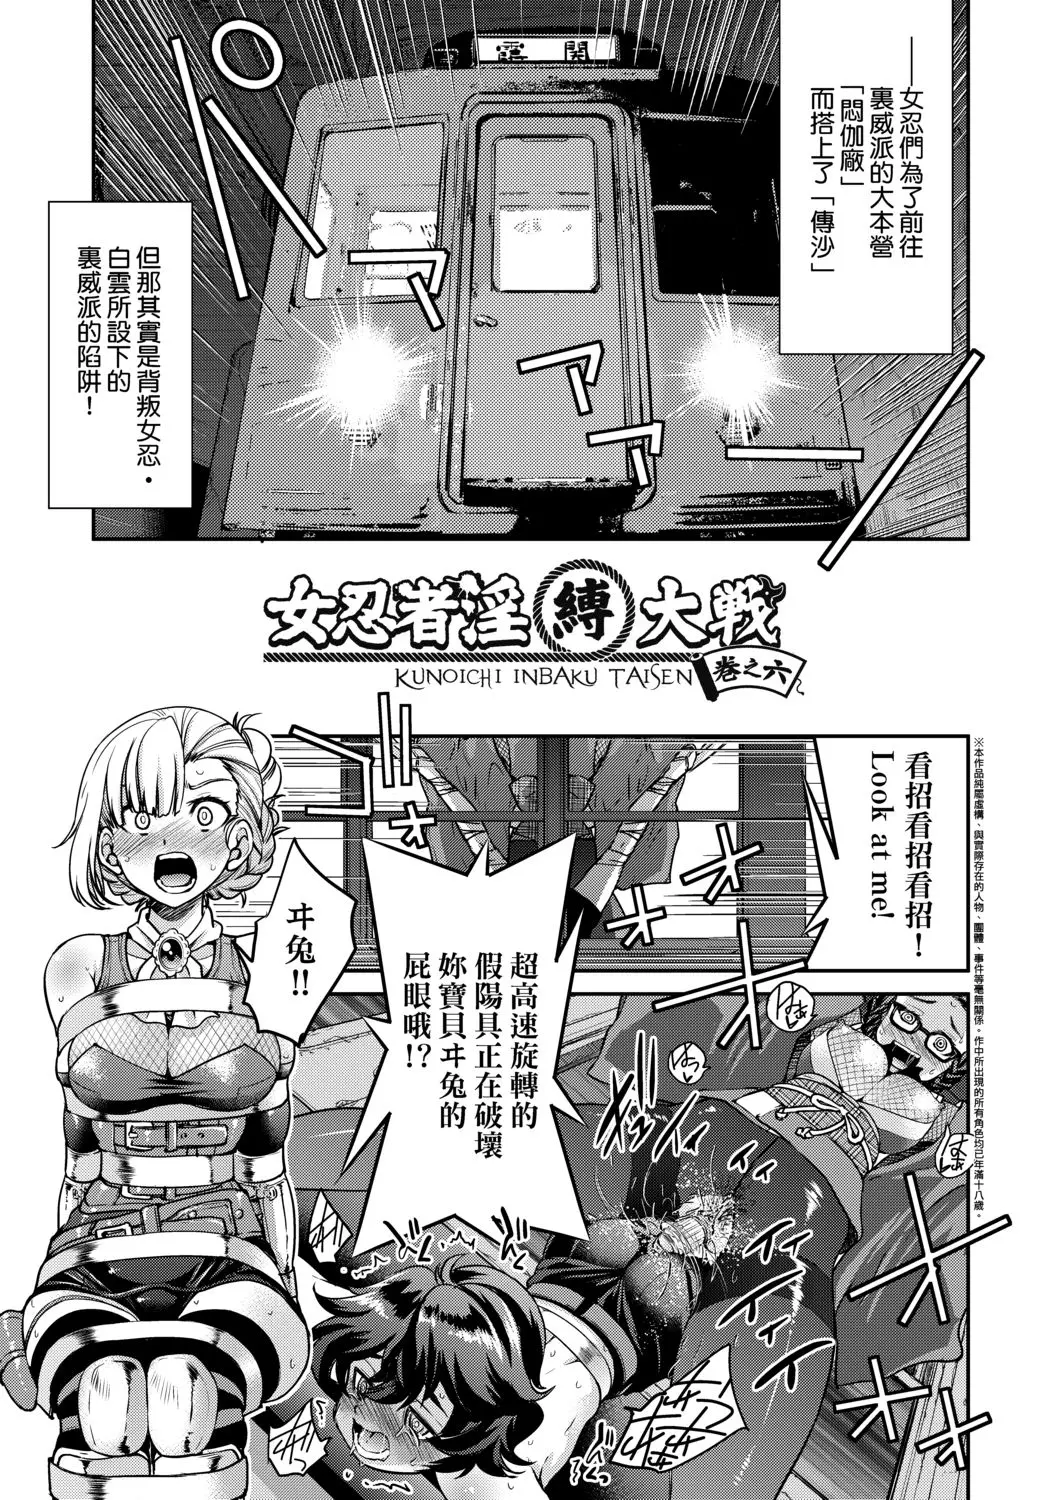 霞 関
——女忍們為了前往
裏威派的大本營
「悶伽廠」
而搭上了「傳沙」
但那其實是背叛女忍・
白雲所設下的
裏威派的陷阱！
女忍者淫縛大戦
KUNOICHI INBAKU TAISEN
巻之六
※本作品純屬虛構、與實際存在的人物、團體、事件等毫無關係。作中所出現的所有角色均已年滿十八歲。
看招看招看招！
Look at me!
超高速旋轉的
假陽具正在破壞
妳寶貝ヰ兔的
屁眼哦!?
ヰ兔!!